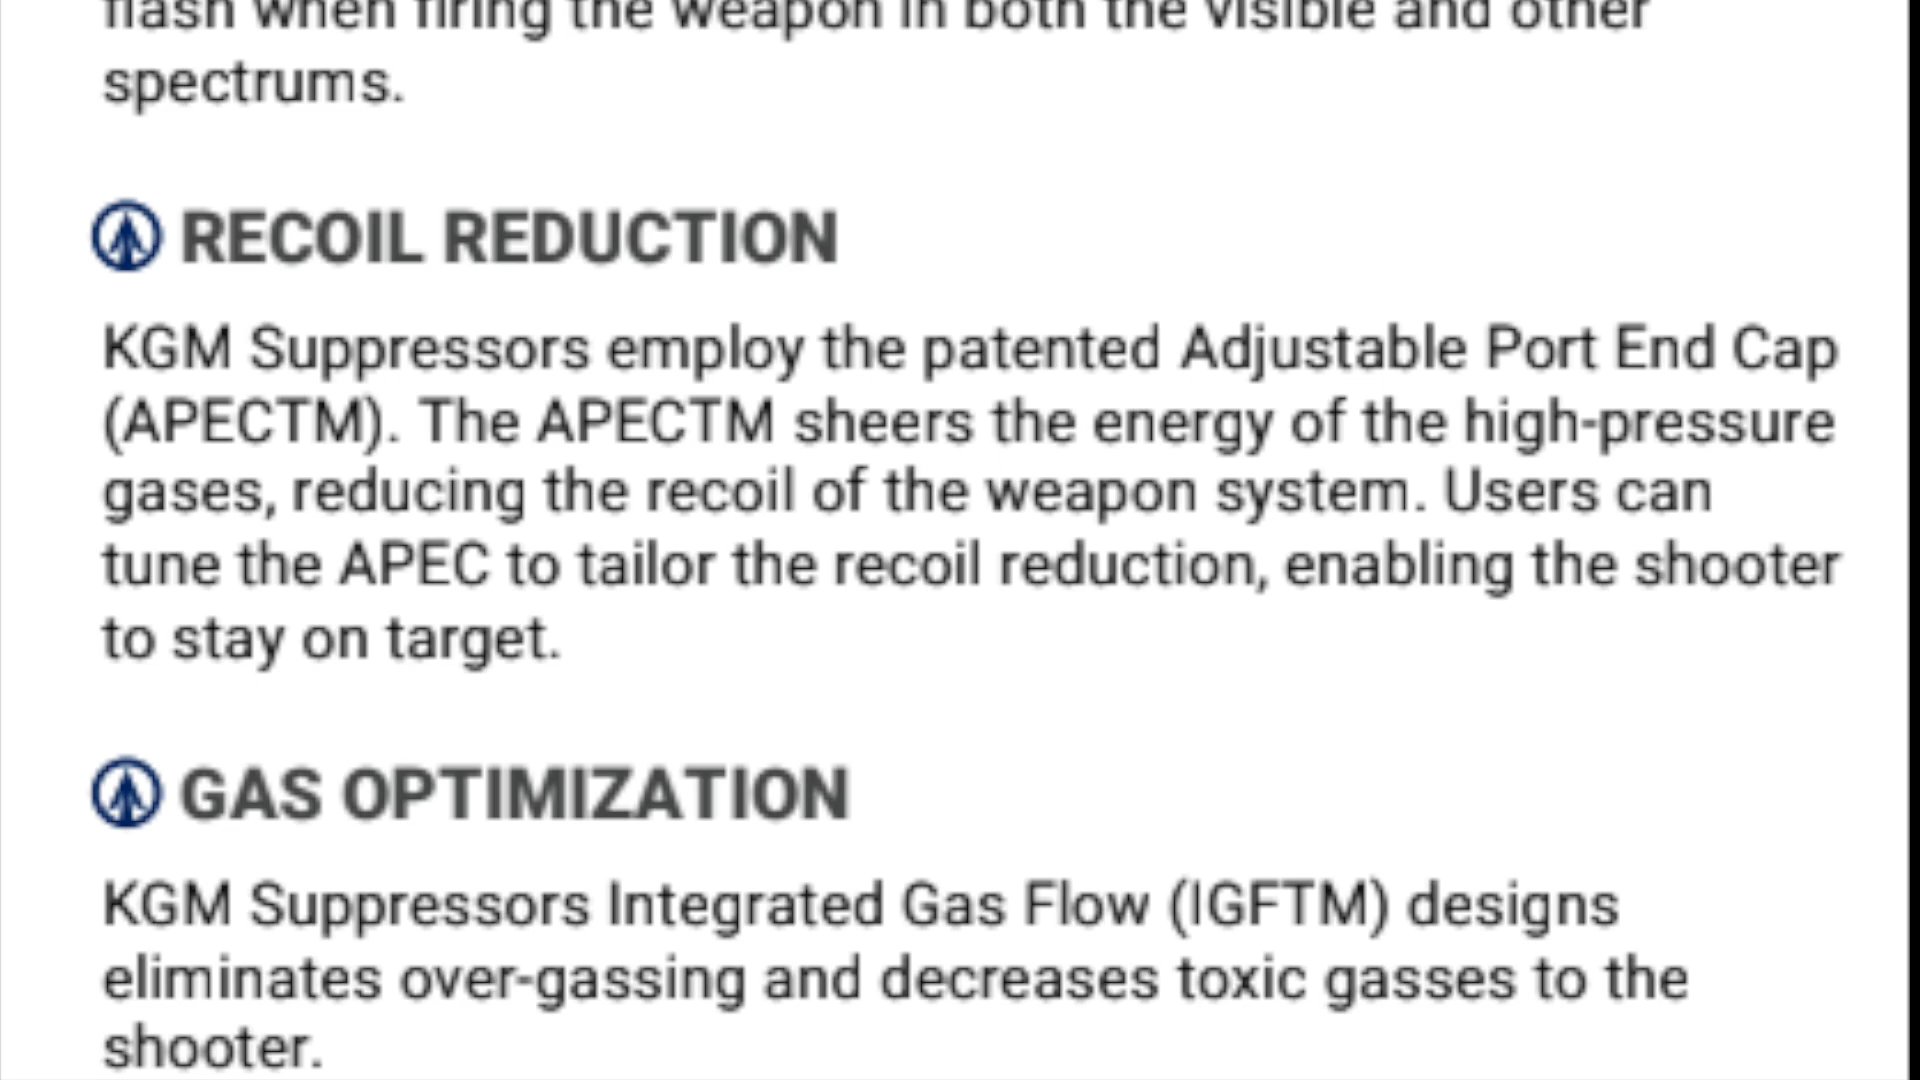 flash when firing the weapon in both the visible and other
spectrums.
RECOIL REDUCTION
KGM Suppressors employ the patented Adjustable Port End Cap
(APECTM). The APECTM sheers the energy of the high-pressure
gases, reducing the recoil of the weapon system. Users can
tune the APEC to tailor the recoil reduction, enabling the shooter
to stay on target.
GAS OPTIMIZATION
KGM Suppressors Integrated Gas Flow (IGFTM) designs
eliminates over-gassing and decreases toxic gasses to the
shooter.